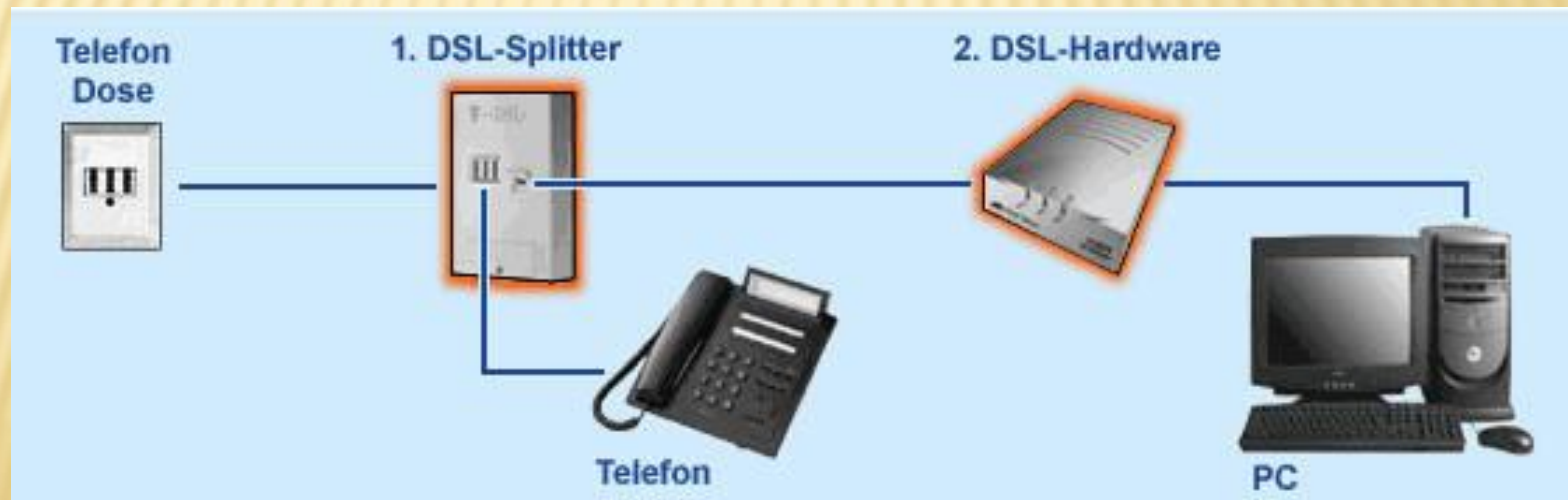 Telefon
Dose
1. DSL-Splitter
2. DSL-Hardware
Telefon
PC